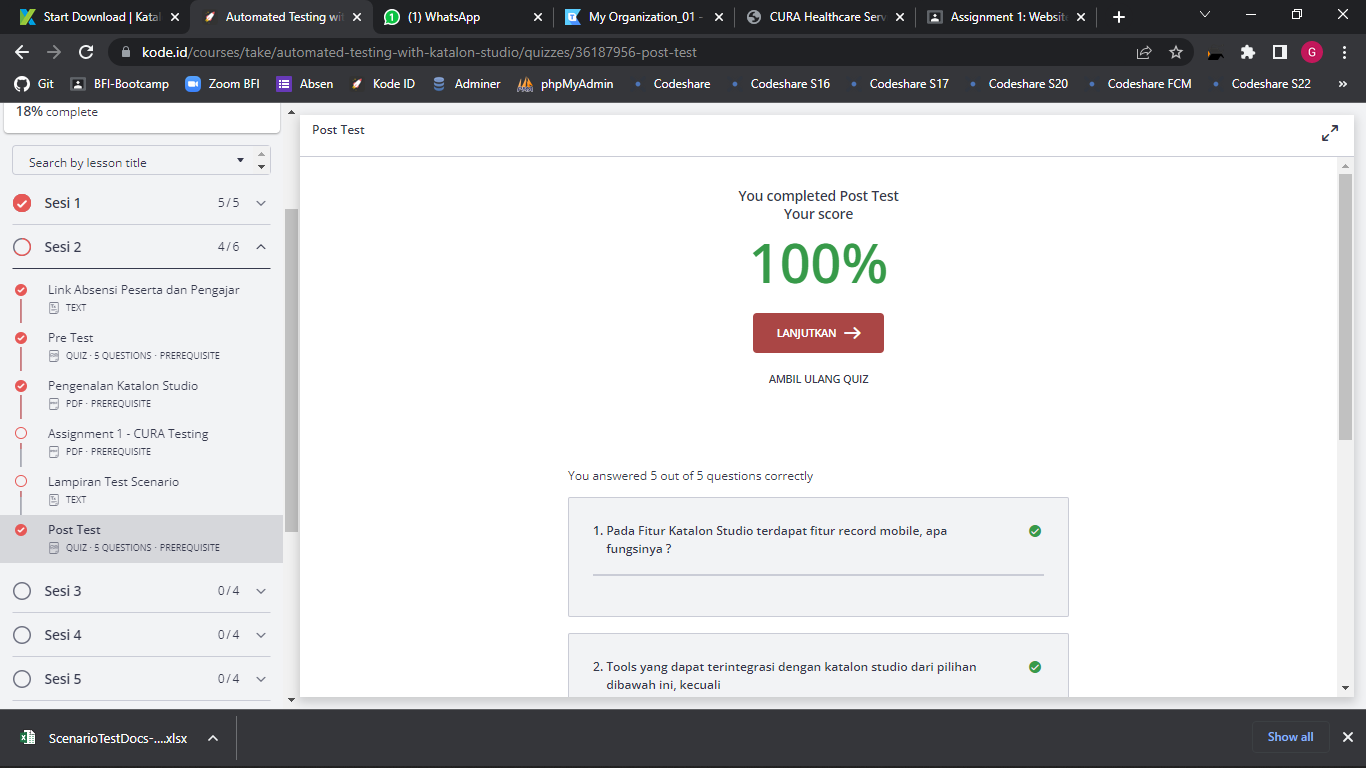 Start Download | Katal
Automated Testing wit
(1) WhatsApp
My Organization_01 -
CURA Healthcare Serv
Assignment 1: Website
kode.id/courses/take/automated-testing-with-katalon-studio/quizzes/36187956-post-test
G
Git
BFI-Bootcamp
Zoom BFI
Absen
Kode ID
Adminer
phpMyAdmin
Codeshare
Codeshare S16
Codeshare S17
Codeshare S20
Codeshare FCM
Codeshare S22
»
18% complete
Search by lesson title
Sesi 1 5 / 5
Sesi 2 4 / 6
Link Absensi Peserta dan Pengajar
TEXT
Pre Test
QUIZ · 5 QUESTIONS · PREREQUISITE
Pengenalan Katalon Studio
PDF · PREREQUISITE
Assignment 1 - CURA Testing
PDF · PREREQUISITE
Lampiran Test Scenario
TEXT
Post Test
QUIZ · 5 QUESTIONS · PREREQUISITE
Sesi 3 0 / 4
Sesi 4 0 / 4
Sesi 5 0 / 4
Post Test
You completed Post Test
Your score
100%
LANJUTKAN
AMBIL ULANG QUIZ
You answered 5 out of 5 questions correctly
1. Pada Fitur Katalon Studio terdapat fitur record mobile, apa
fungsinya ?
2. Tools yang dapat terintegrasi dengan katalon studio dari pilihan
dibawah ini, kecuali
ScenarioTestDocs-....xlsx
Show all